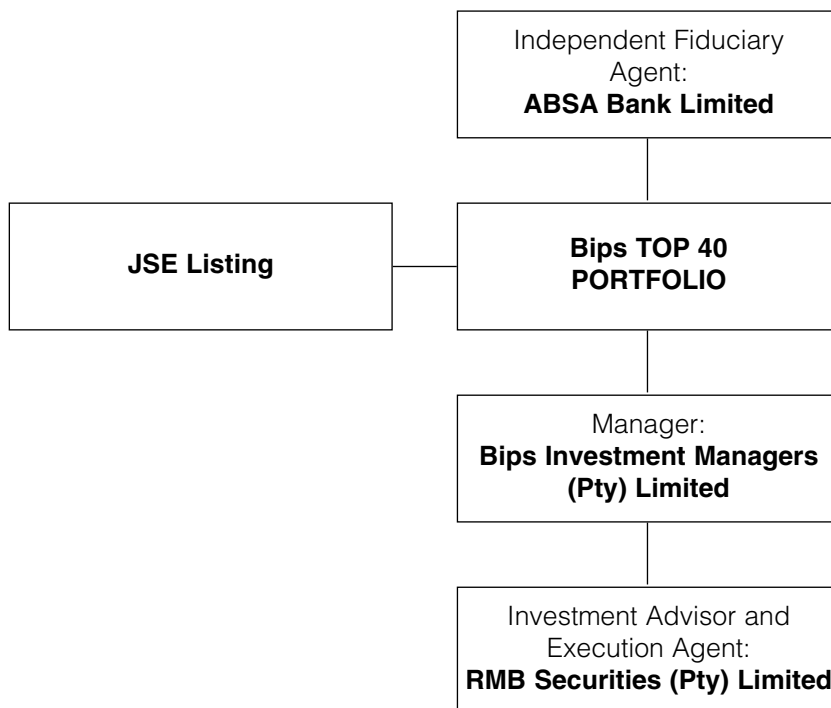 Independent Fiduciary
Agent:
ABSA Bank Limited
JSE Listing
Bips TOP 40
PORTFOLIO
Manager:
Bips Investment Managers
(Pty) Limited
Investment Advisor and
Execution Agent:
RMB Securities (Pty) Limited